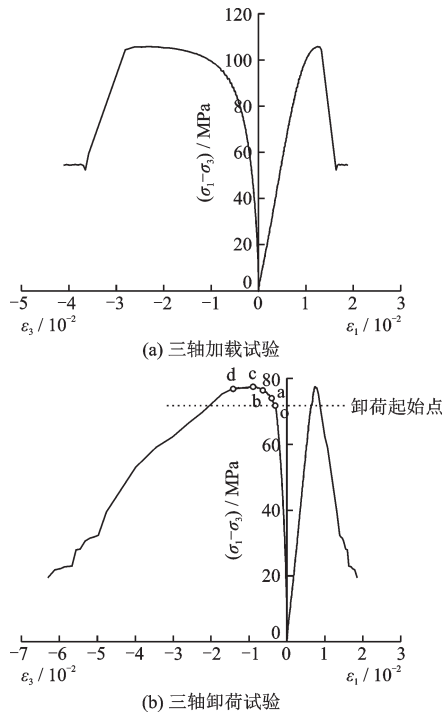 120
100
80
60
40
20
0
(σ₁−σ₃) / MPa
−5 −4 −3 −2 −1 0 1 2 3
ε₃ / 10⁻² ε₁ / 10⁻²
(a) 三轴加载试验
80
60
40
20
0
(σ₁−σ₃) / MPa
d c b a o
卸荷起始点
−7 −6 −5 −4 −3 −2 −1 0 1 2 3
ε₃ / 10⁻² ε₁ / 10⁻²
(b) 三轴卸荷试验